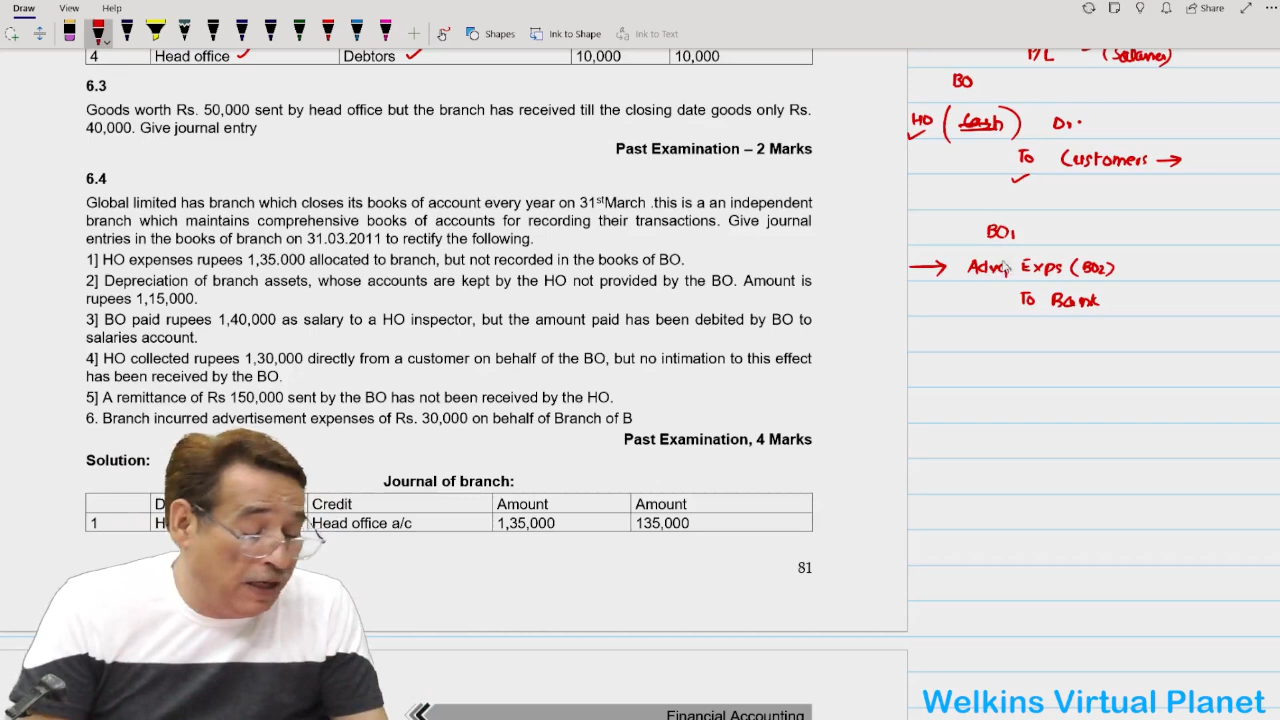 Draw View Help
Shapes Ink to Shape Ink to Text Share
4 Head office Debtors 10,000 10,000
6.3
Goods worth Rs. 50,000 sent by head office but the branch has received till the closing date goods only Rs.
40,000. Give journal entry
Past Examination – 2 Marks
6.4
Global limited has branch which closes its books of account every year on 31stMarch .this is a an independent
branch which maintains comprehensive books of accounts for recording their transactions. Give journal
entries in the books of branch on 31.03.2011 to rectify the following.
1] HO expenses rupees 1,35.000 allocated to branch, but not recorded in the books of BO.
2] Depreciation of branch assets, whose accounts are kept by the HO not provided by the BO. Amount is
rupees 1,15,000.
3] BO paid rupees 1,40,000 as salary to a HO inspector, but the amount paid has been debited by BO to
salaries account.
4] HO collected rupees 1,30,000 directly from a customer on behalf of the BO, but no intimation to this effect
has been received by the BO.
5] A remittance of Rs 150,000 sent by the BO has not been received by the HO.
6. Branch incurred advertisement expenses of Rs. 30,000 on behalf of Branch of B
Past Examination, 4 Marks
Solution:
Journal of branch:
Credit Amount Amount
1 Head office a/c 1,35,000 135,000
81
Financial Accounting
P/L (Salaries)
BO
HO (Cash) Dr.
To Customers →
BO1
→ Adv. Exps (BO2)
To Bank
Welkins Virtual Planet